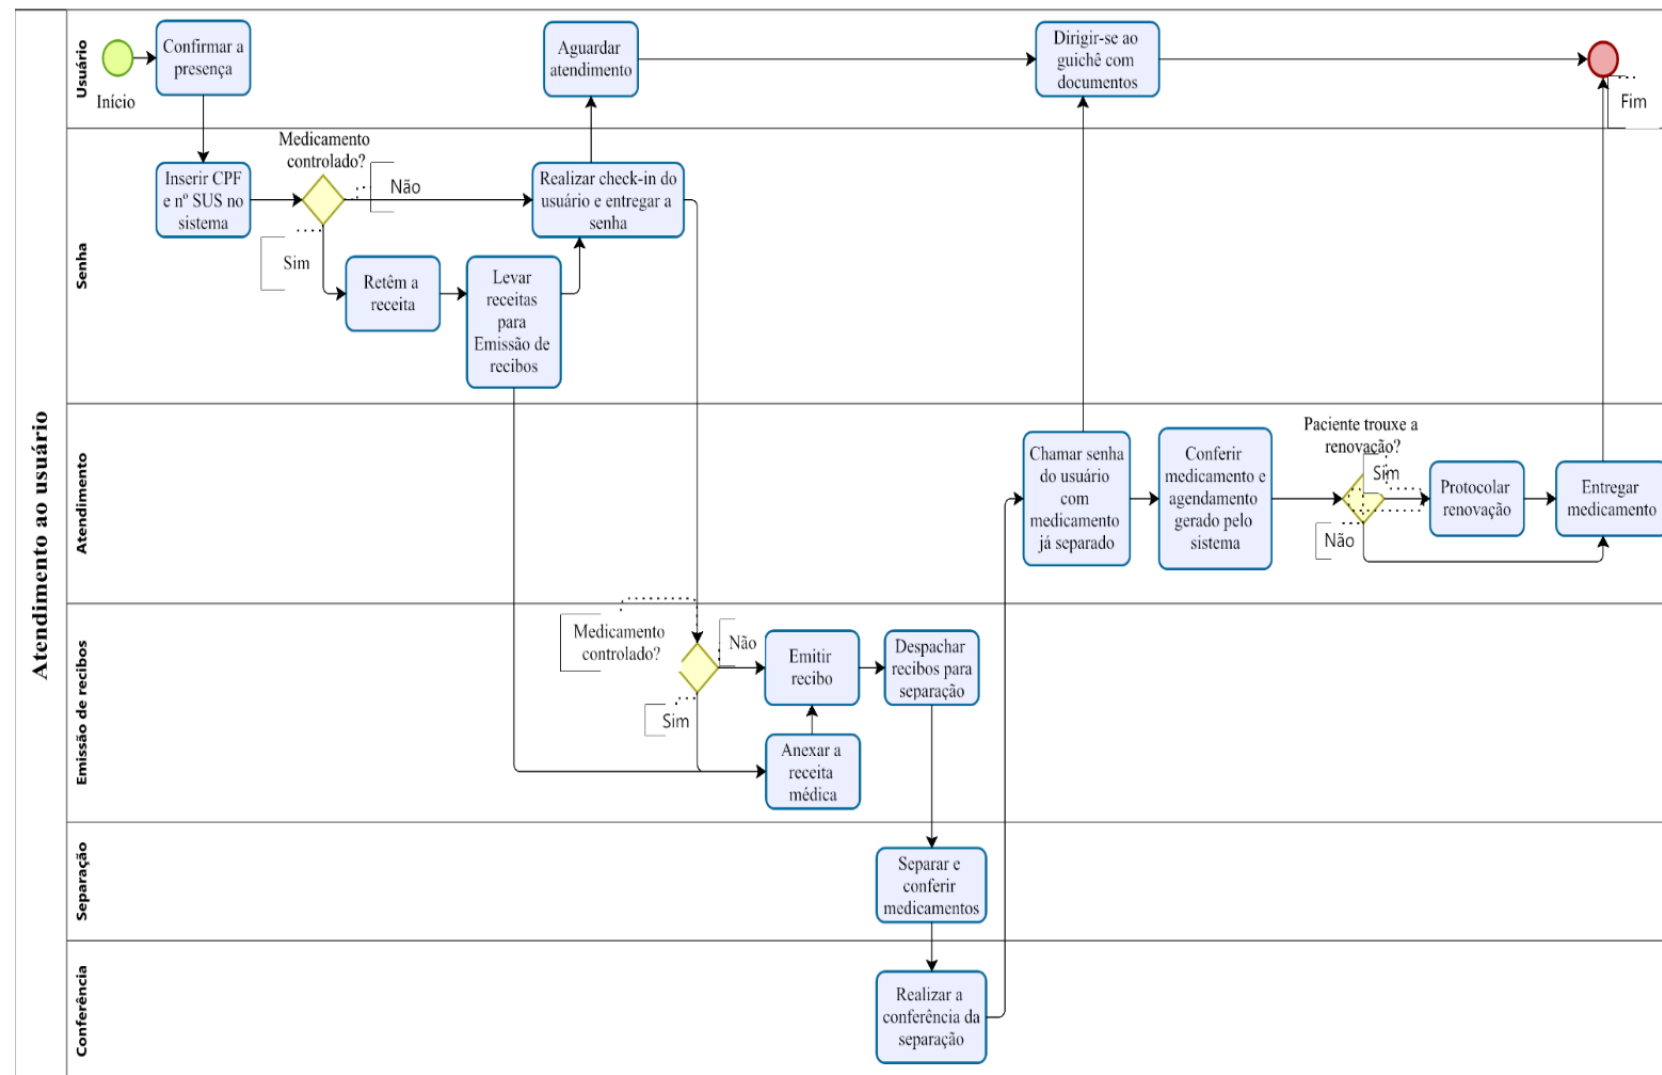 Atendimento ao usuário
Usuário
Início
Confirmar a
presença
Aguardar
atendimento
Dirigir-se ao
guichê com
documentos
Fim
Senha
Inserir CPF
e nº SUS no
sistema
Medicamento
controlado?
Não
Sim
Retêm a
receita
Levar
receitas
para
Emissão de
recibos
Realizar check-in do
usuário e entregar a
senha
Atendimento
Chamar senha
do usuário
com
medicamento
já separado
Conferir
medicamento e
agendamento
gerado pelo
sistema
Paciente trouxe a
renovação?
Sim
Não
Protocolar
renovação
Entregar
medicamento
Emissão de recibos
Medicamento
controlado?
Não
Sim
Emitir
recibo
Despachar
recibos para
separação
Anexar a
receita
médica
Separação
Separar e
conferir
medicamentos
Conferência
Realizar a
conferência da
separação